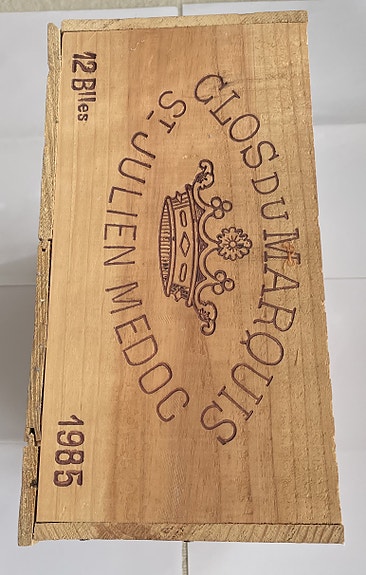 CLOS DU MARQUIS
ST JULIEN MEDOC
12 Blles
1985